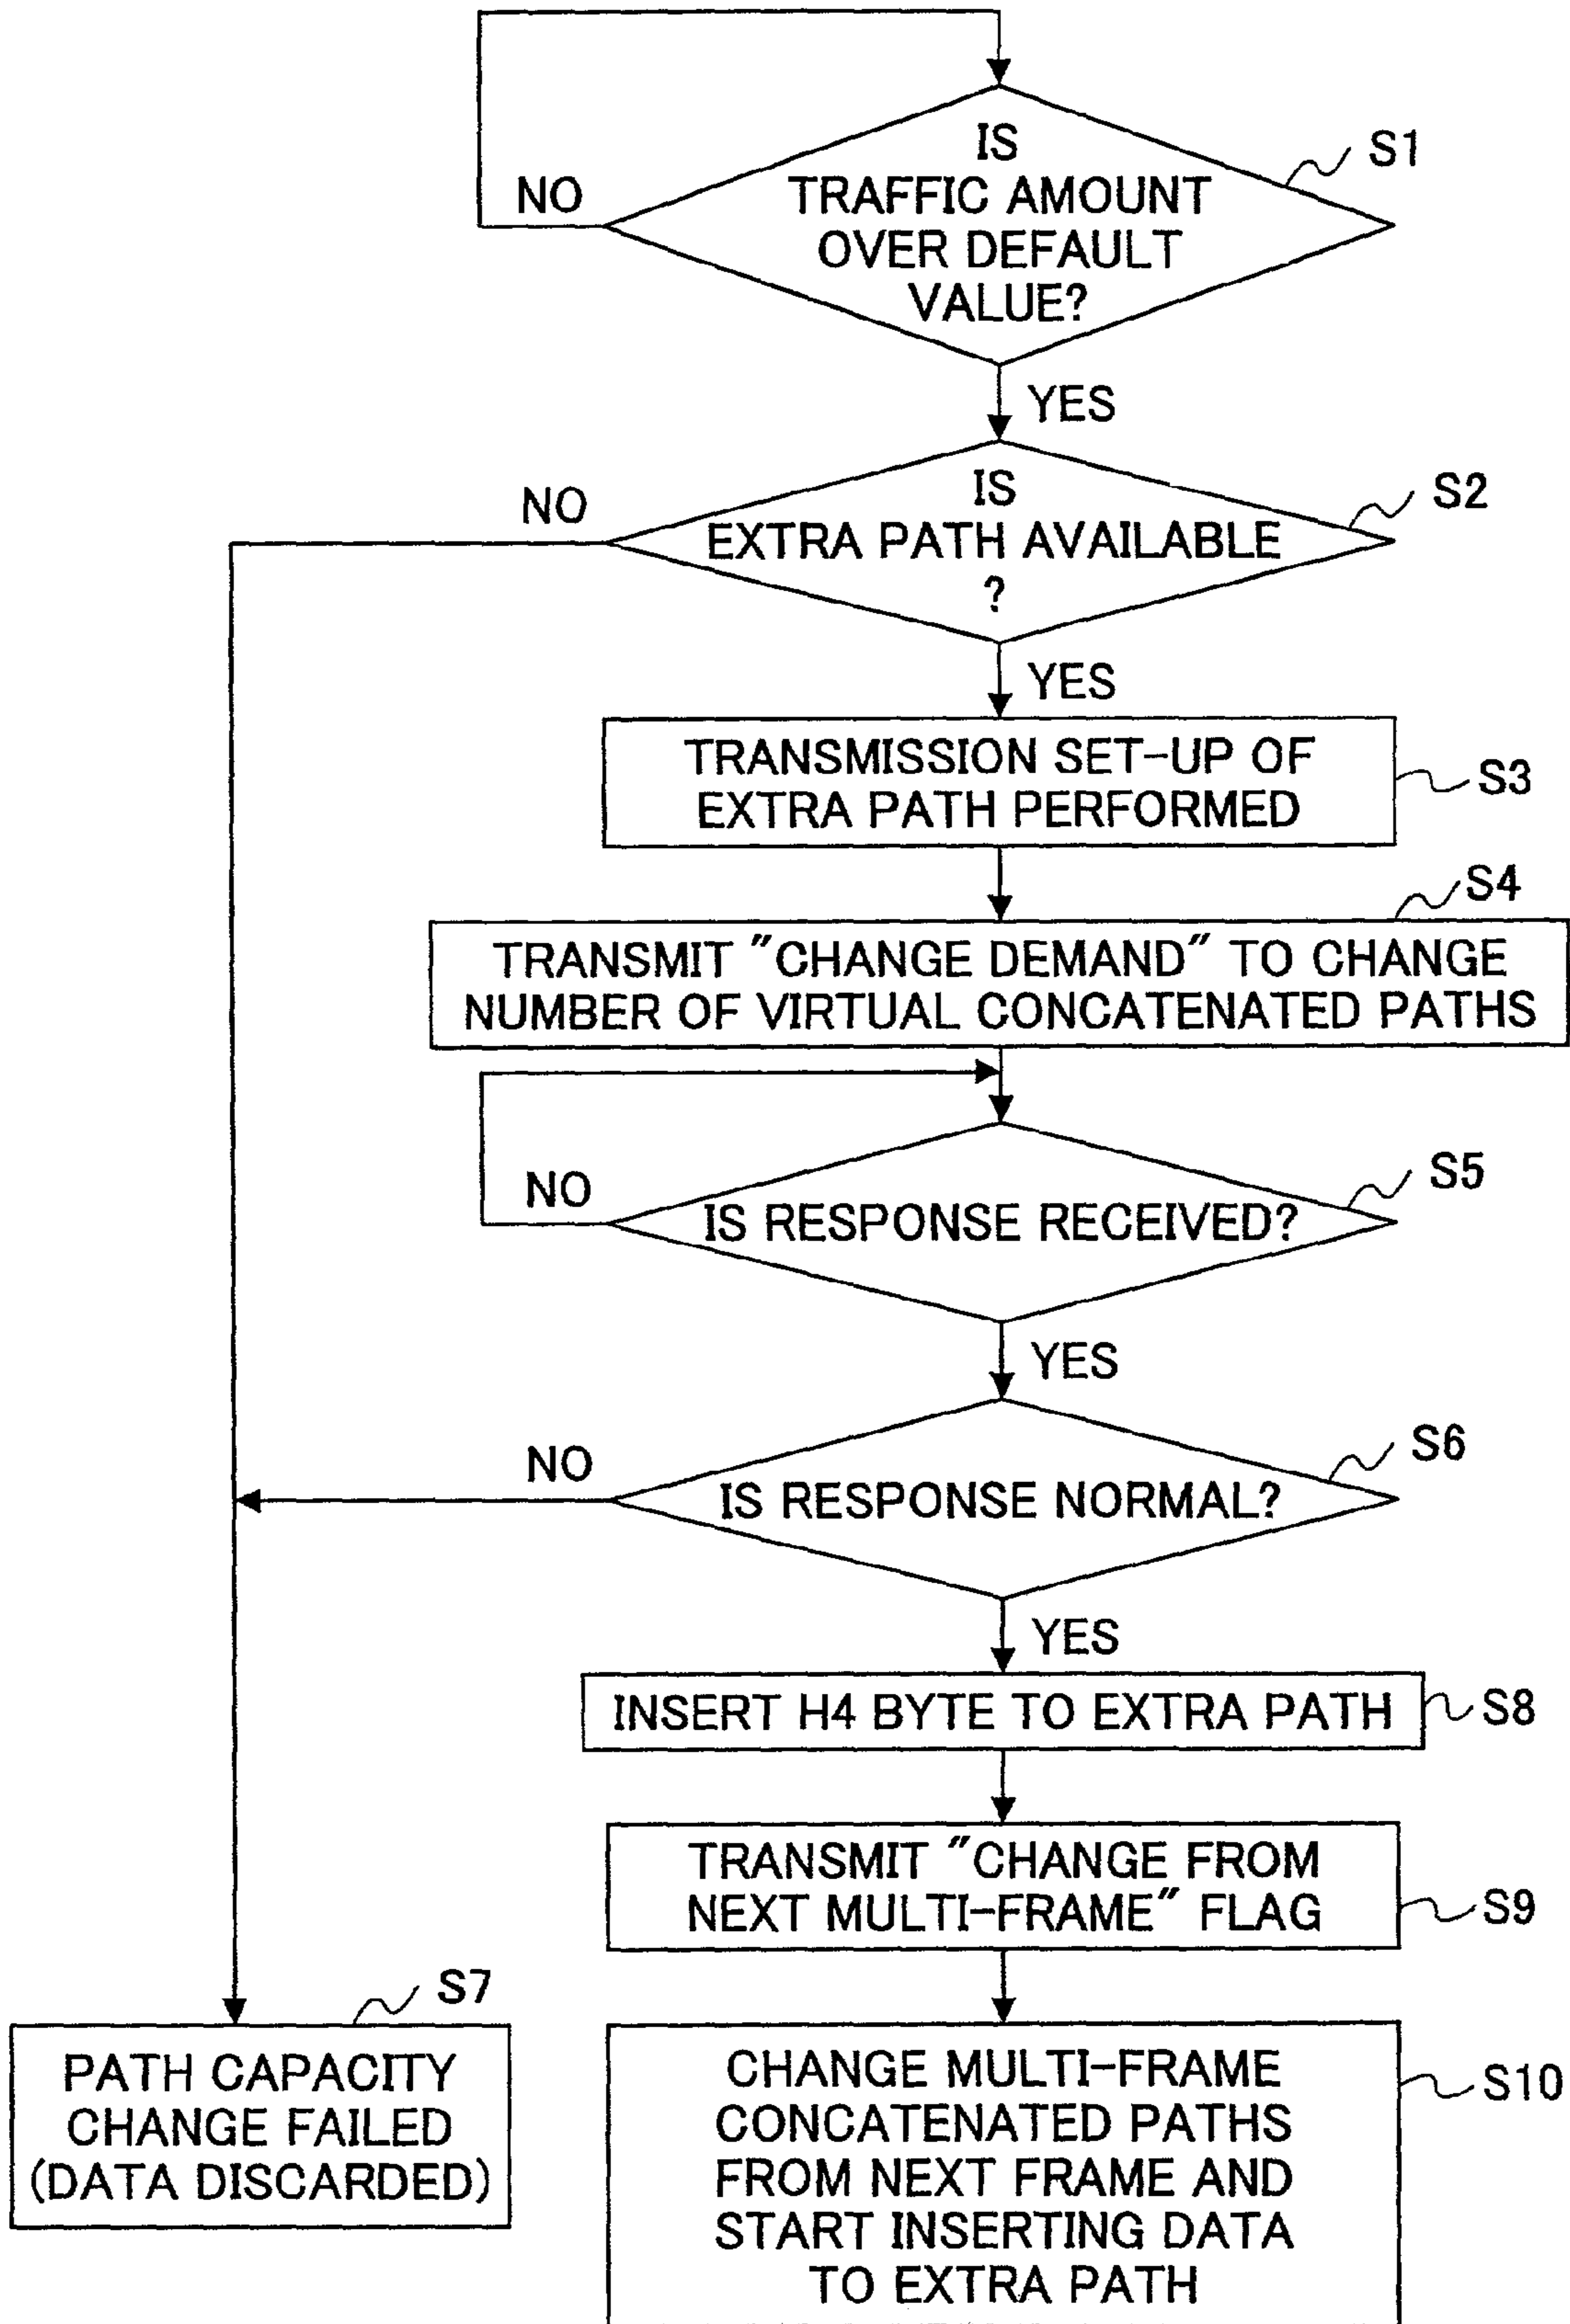 IS
TRAFFIC AMOUNT
OVER DEFAULT
VALUE?
S1
NO
YES
IS
EXTRA PATH AVAILABLE
?
S2
NO
YES
TRANSMISSION SET-UP OF
EXTRA PATH PERFORMED
S3
S4
TRANSMIT "CHANGE DEMAND" TO CHANGE
NUMBER OF VIRTUAL CONCATENATED PATHS
NO
IS RESPONSE RECEIVED?
S5
YES
NO
IS RESPONSE NORMAL?
S6
YES
INSERT H4 BYTE TO EXTRA PATH
S8
TRANSMIT "CHANGE FROM
NEXT MULTI-FRAME" FLAG
S9
S7
PATH CAPACITY
CHANGE FAILED
(DATA DISCARDED)
CHANGE MULTI-FRAME
CONCATENATED PATHS
FROM NEXT FRAME AND
START INSERTING DATA
TO EXTRA PATH
S10